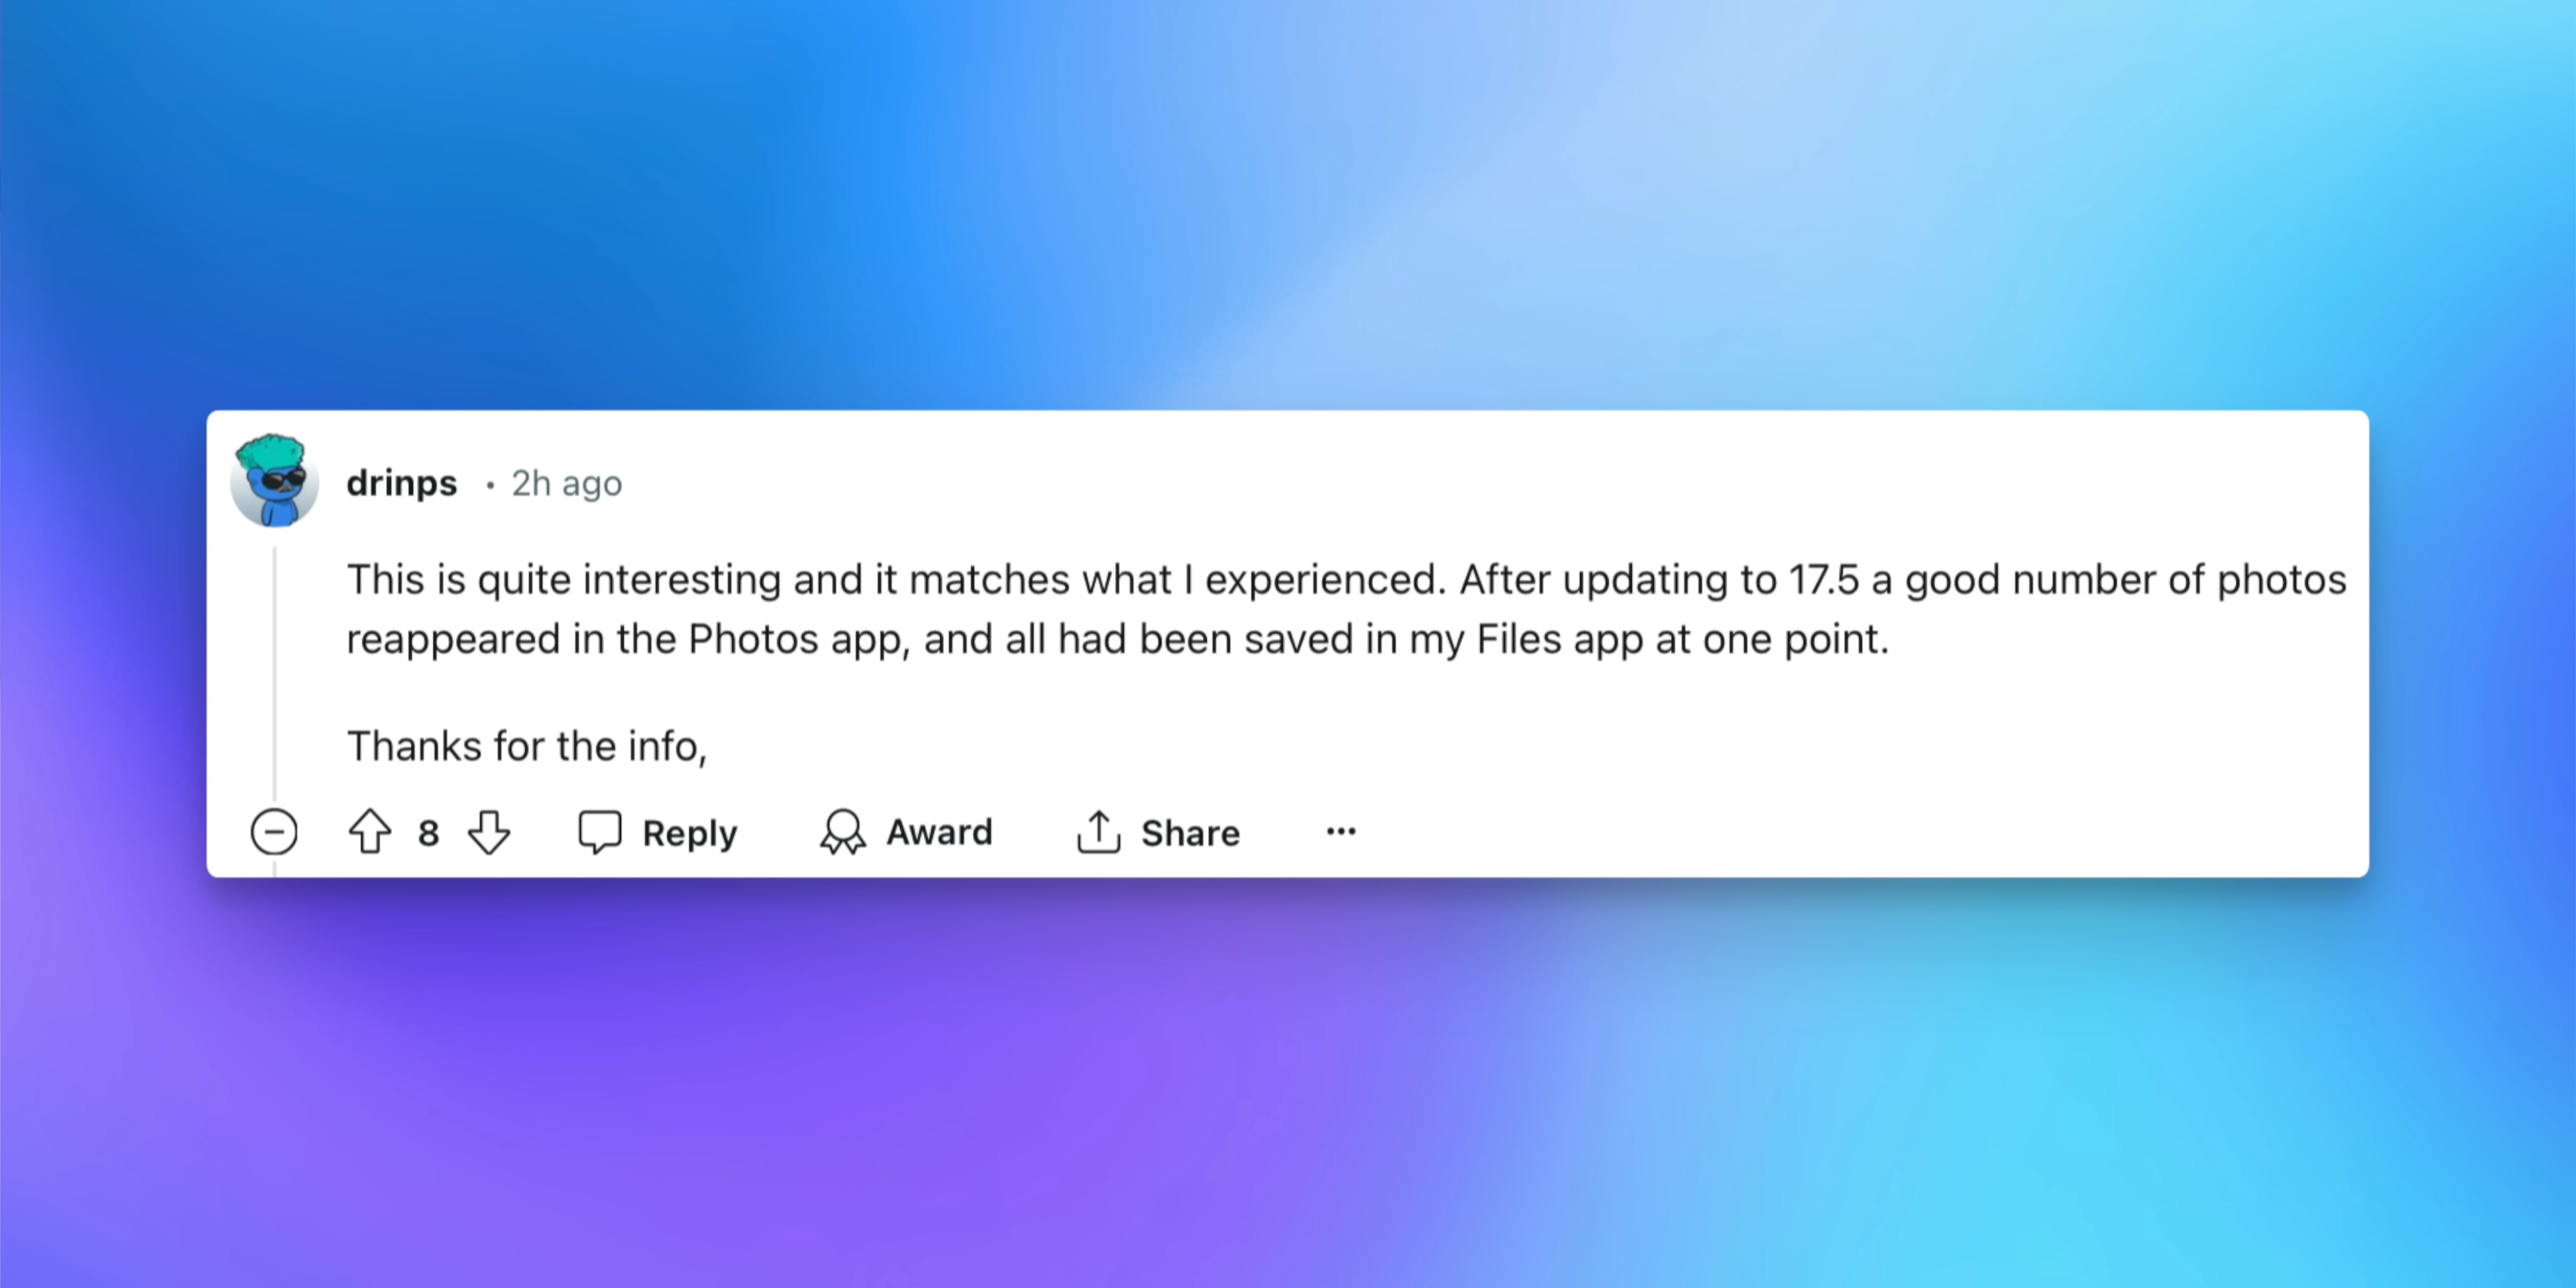 drinps • 2h ago
This is quite interesting and it matches what I experienced. After updating to 17.5 a good number of photos
reappeared in the Photos app, and all had been saved in my Files app at one point.
Thanks for the info,
8 Reply Award Share ...